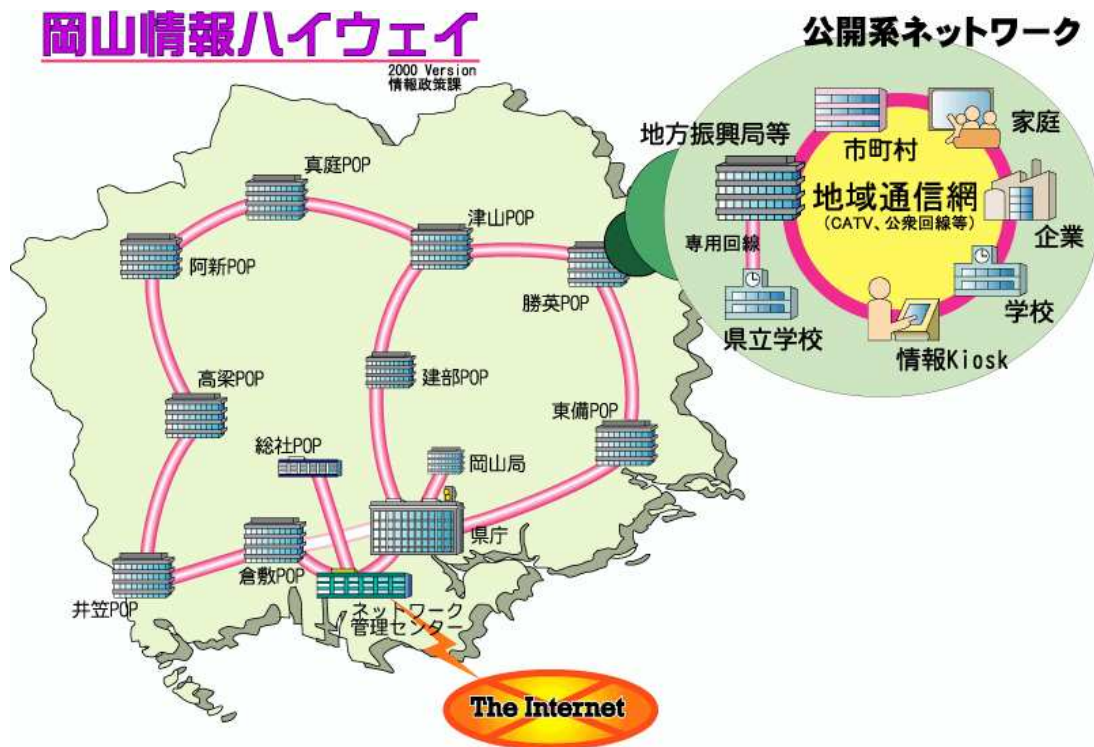 岡山情報ハイウェイ
2000 Version
情報政策課
公開系ネットワーク
地方振興局等
市町村
家庭
地域通信網
(CATV、公衆回線等)
専用回線
企業
県立学校
学校
情報Kiosk
真庭POP
津山POP
阿新POP
勝英POP
建部POP
高梁POP
東備POP
総社POP
岡山局
県庁
倉敷POP
井笠POP
ネットワーク
管理センター
The Internet